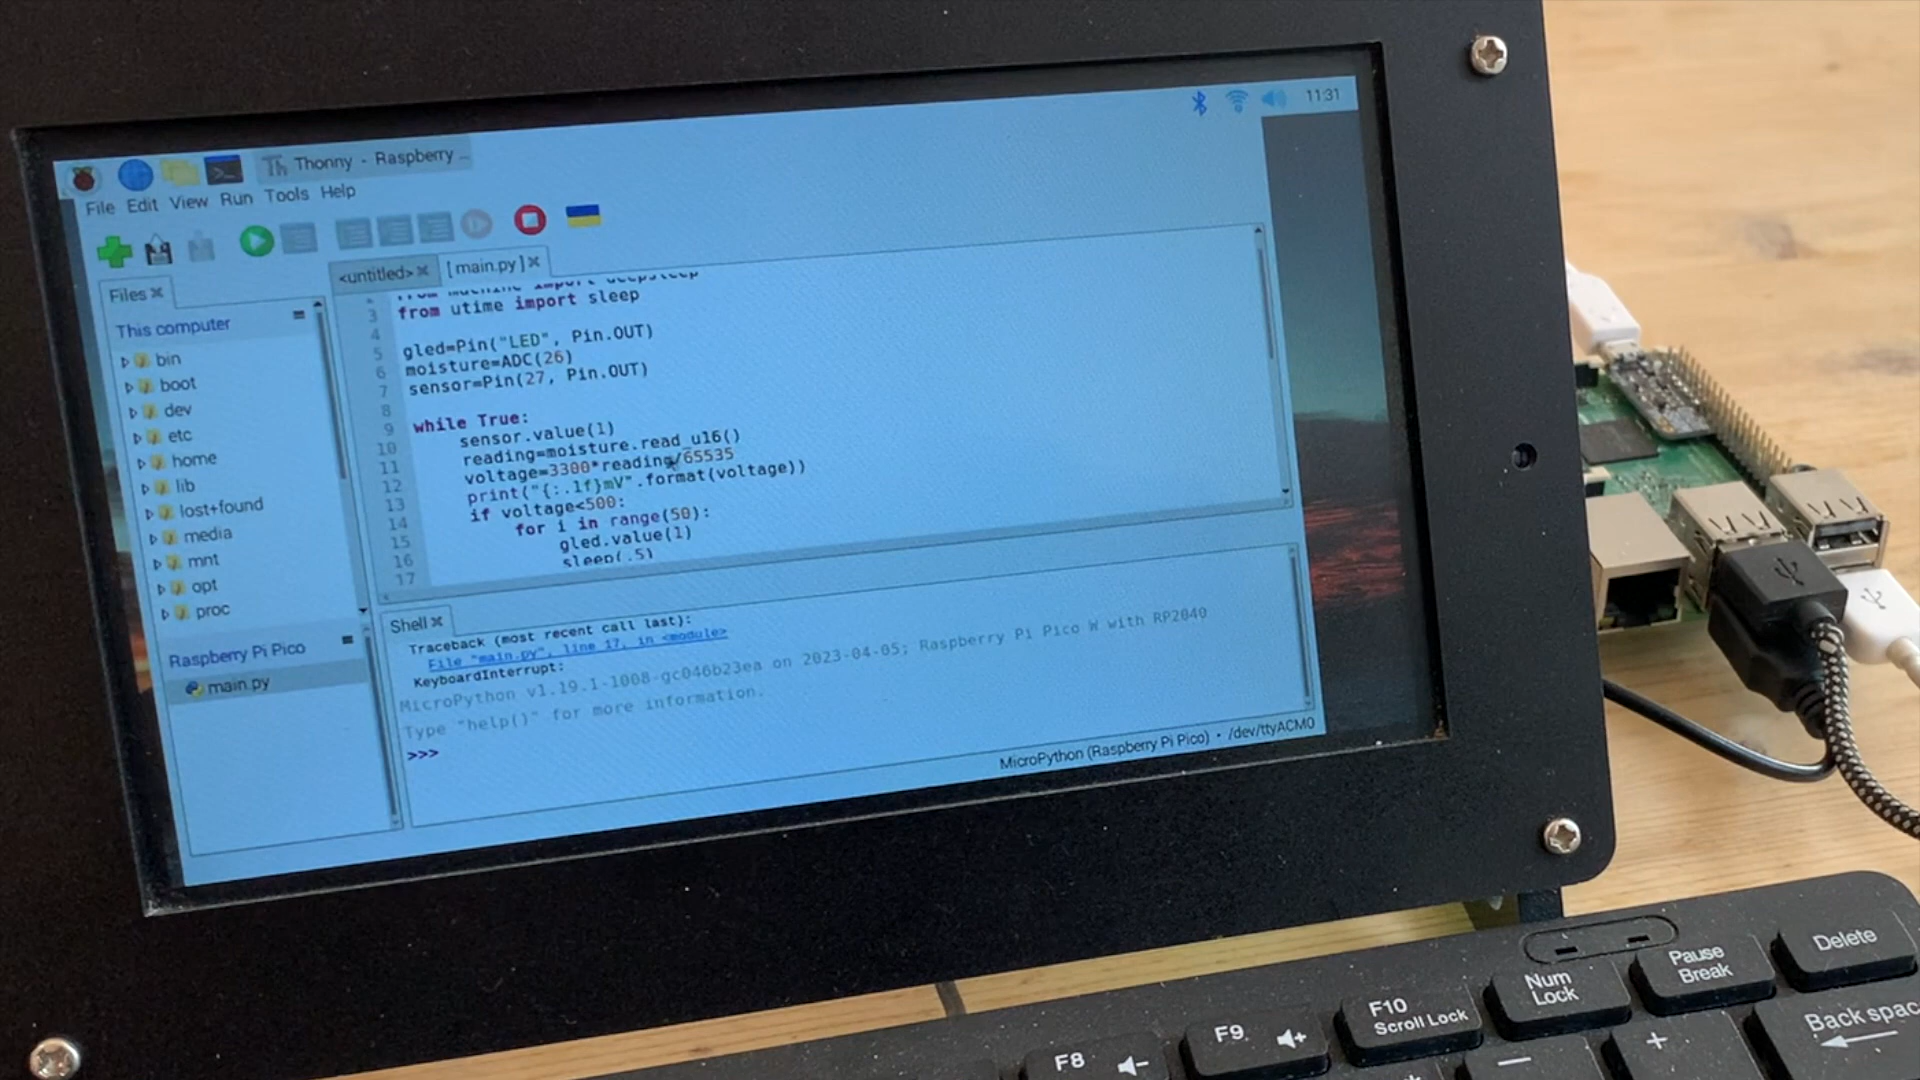 11:31
Thonny - Raspberry ...
File Edit View Run Tools Help
<untitled> × [ main.py ] ×
Files ×
This computer
bin
boot
dev
etc
home
lib
lost+found
media
mnt
opt
proc
Raspberry Pi Pico
main.py
from machine import deepsleep
3 from utime import sleep
4
5 gled=Pin("LED", Pin.OUT)
6 moisture=ADC(26)
7 sensor=Pin(27, Pin.OUT)
8
9 while True:
10 sensor.value(1)
11 reading=moisture.read_u16()
12 voltage=3300*reading/65535
13 print("{:.1f}mV".format(voltage))
14 if voltage<500:
15 for i in range(50):
16 gled.value(1)
17 sleep(.5)
Shell ×
Traceback (most recent call last):
File "main.py", line 17, in <module>
KeyboardInterrupt:
MicroPython v1.19.1-1008-gc046b23ea on 2023-04-05; Raspberry Pi Pico W with RP2040
Type "help()" for more information.
>>>
MicroPython (Raspberry Pi Pico) • /dev/ttyACM0
Delete
Pause Break
Num Lock
F10 Scroll Lock
F9
F8
Back spac
+